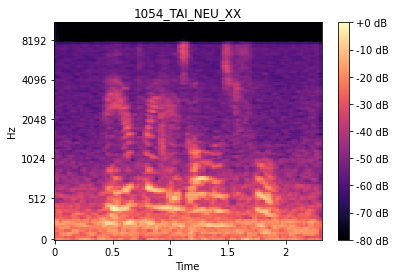 1054_TAI_NEU_XX
+0 dB
8192
-10 dB
4096
-20 dB
-30 dB
2048
-40 dB
Hz
1024
-50 dB
512
-60 dB
-70 dB
0
-80 dB
0 0.5 1 1.5 2
Time